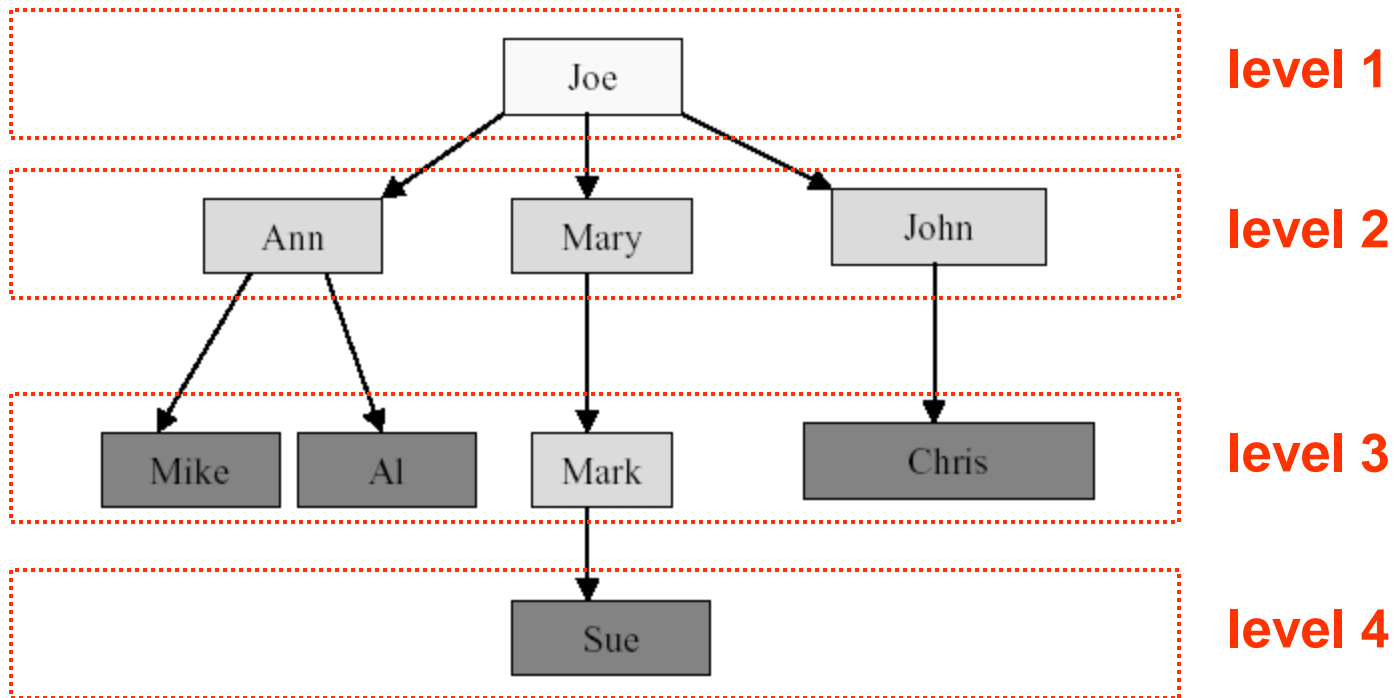 Joe
level 1
Ann
Mary
John
level 2
Mike
Al
Mark
Chris
level 3
Sue
level 4